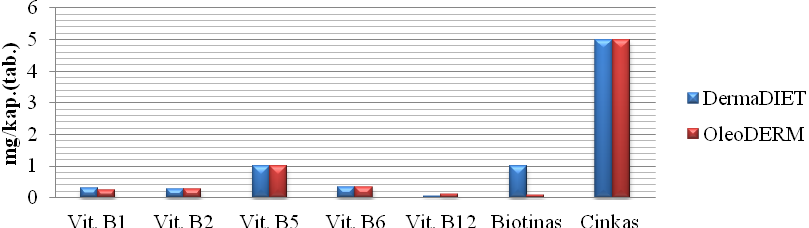 mg/kap.(tab.)
6
5
4
3
2
1
0
Vit. B1 Vit. B2 Vit. B5 Vit. B6 Vit. B12 Biotinas Cinkas
DermaDIET
OleoDERM